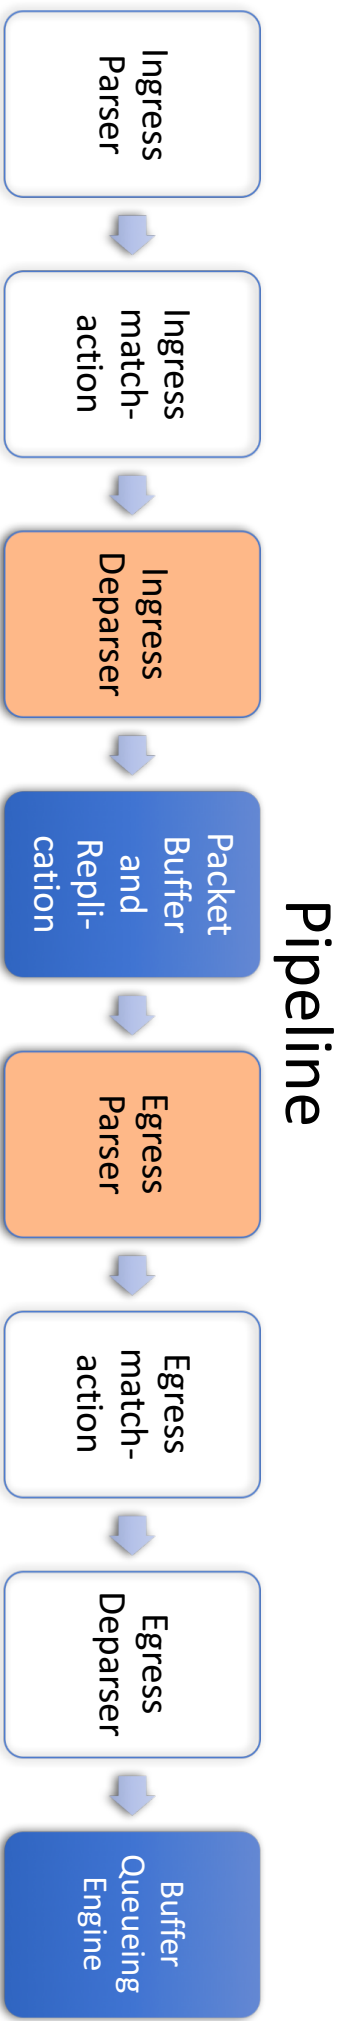 Pipeline
Ingress
Parser
Ingress
match-
action
Ingress
Deparser
Packet
Buffer
and
Repli-
cation
Egress
Parser
Egress
match-
action
Egress
Deparser
Buffer
Queueing
Engine